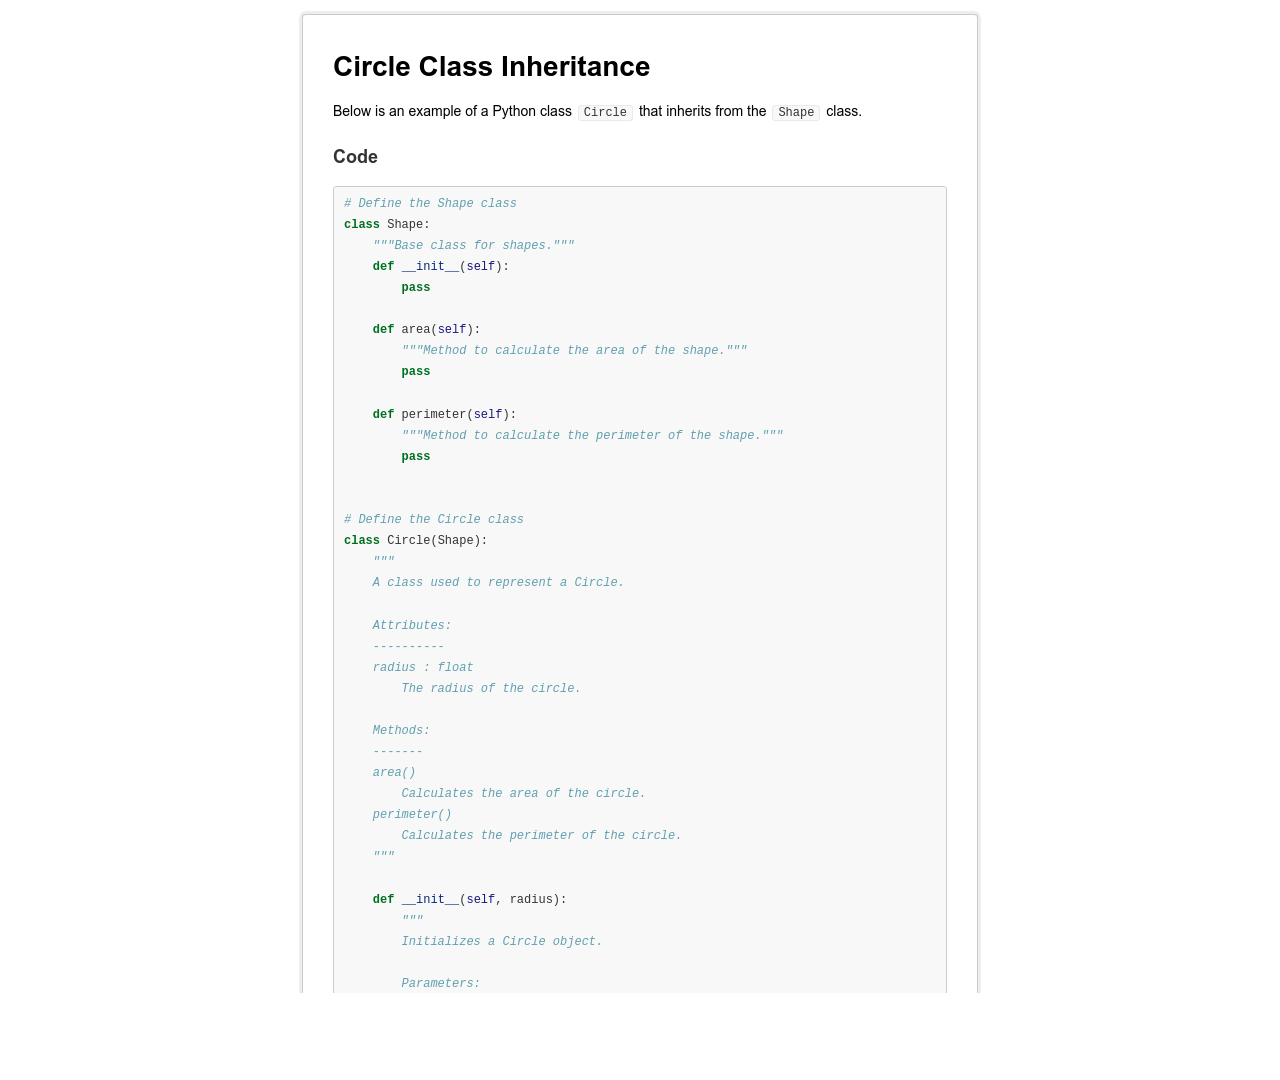 Circle Class Inheritance
Below is an example of a Python class Circle that inherits from the Shape class.
Code
# Define the Shape class
class Shape:
    """Base class for shapes."""
    def __init__(self):
        pass

    def area(self):
        """Method to calculate the area of the shape."""
        pass

    def perimeter(self):
        """Method to calculate the perimeter of the shape."""
        pass


# Define the Circle class
class Circle(Shape):
    """
    A class used to represent a Circle.

    Attributes:
    ----------
    radius : float
        The radius of the circle.

    Methods:
    -------
    area()
        Calculates the area of the circle.
    perimeter()
        Calculates the perimeter of the circle.
    """

    def __init__(self, radius):
        """
        Initializes a Circle object.

        Parameters: